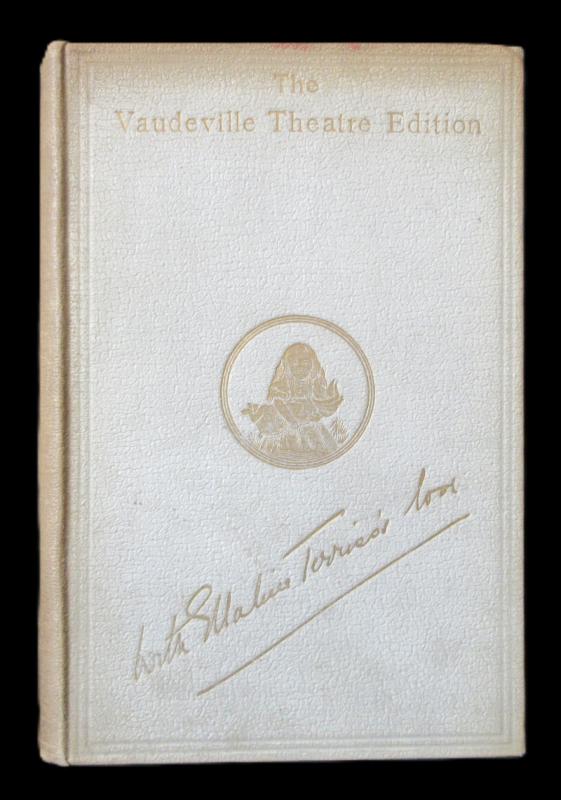 The
Vaudeville Theatre Edition
With Ellaline Terriss's love